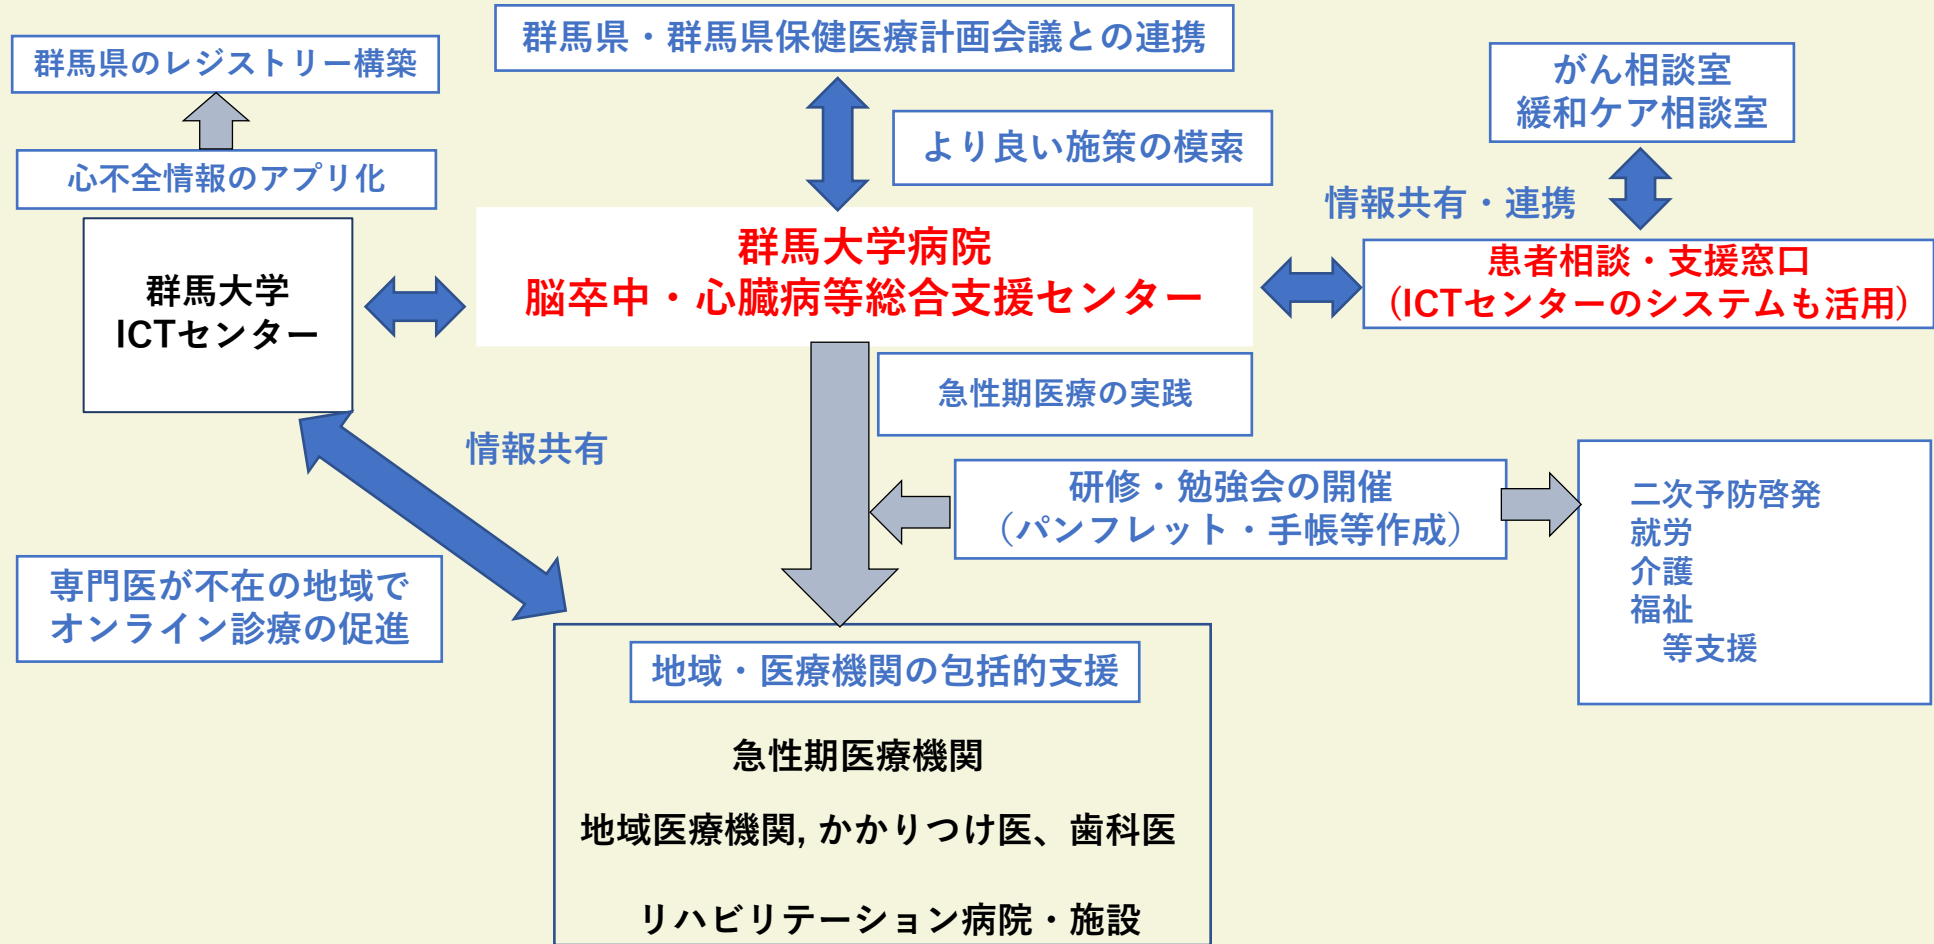 群馬県・群馬県保健医療計画会議との連携
群馬県のレジストリー構築
がん相談室
緩和ケア相談室
より良い施策の模索
心不全情報のアプリ化
情報共有・連携
群馬大学病院
脳卒中・心臓病等総合支援センター
患者相談・支援窓口
(ICTセンターのシステムも活用)
群馬大学
ICTセンター
急性期医療の実践
情報共有
研修・勉強会の開催
（パンフレット・手帳等作成）
二次予防啓発
就労
介護
福祉
等支援
専門医が不在の地域で
オンライン診療の促進
地域・医療機関の包括的支援
急性期医療機関
地域医療機関, かかりつけ医、歯科医
リハビリテーション病院・施設